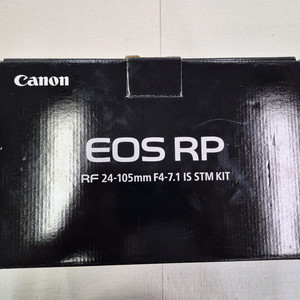 Canon
EOS RP
RF 24-105mm F4-7.1 IS STM KIT